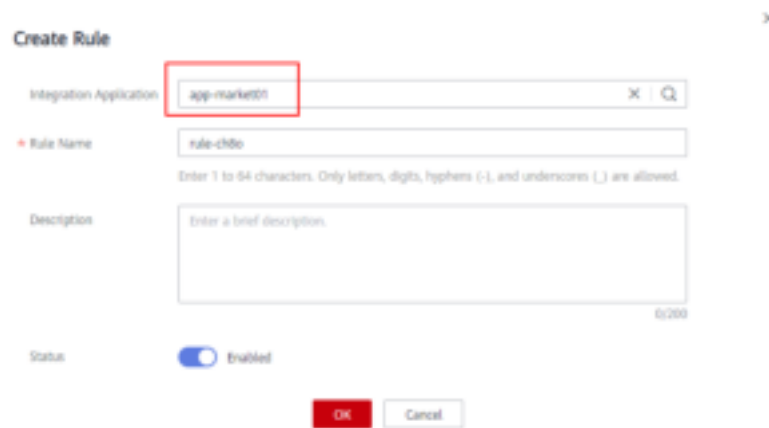 Create Rule
Integration Application app-market01
* Rule Name rule-ch8o
Enter 1 to 64 characters. Only letters, digits, hyphens (-), and underscores (_) are allowed.
Description Enter a brief description.
0/200
Status Enabled
OK Cancel